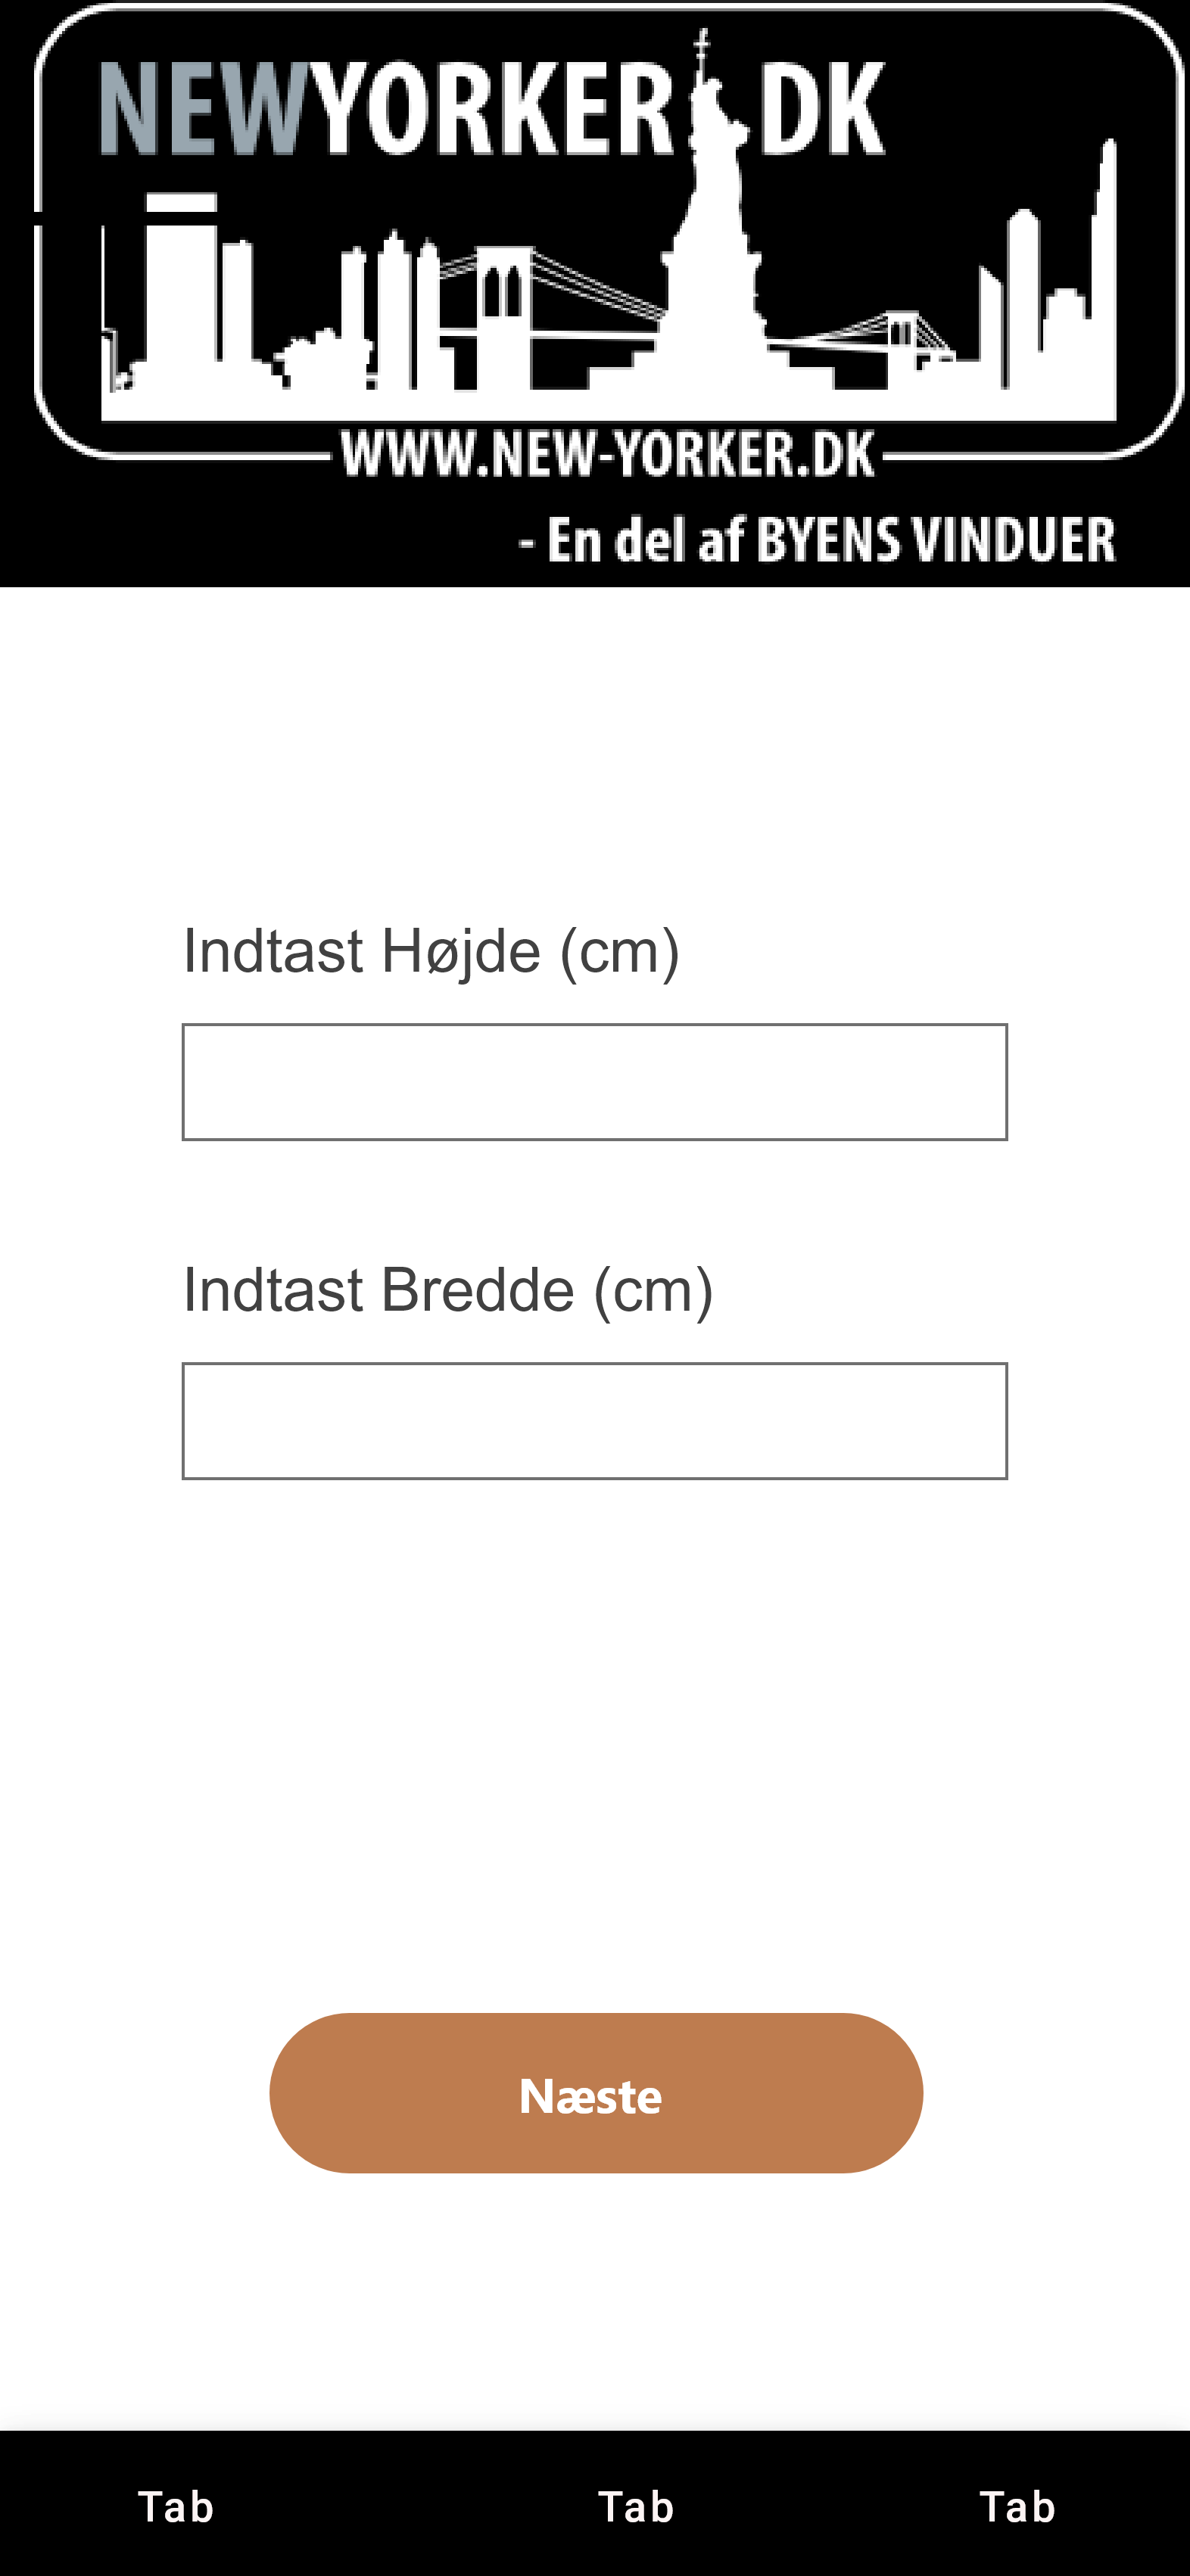 NEWYORKER.DK
WWW.NEW-YORKER.DK
- En del af BYENS VINDUER
Indtast Højde (cm)
Indtast Bredde (cm)
Næste
Tab Tab Tab